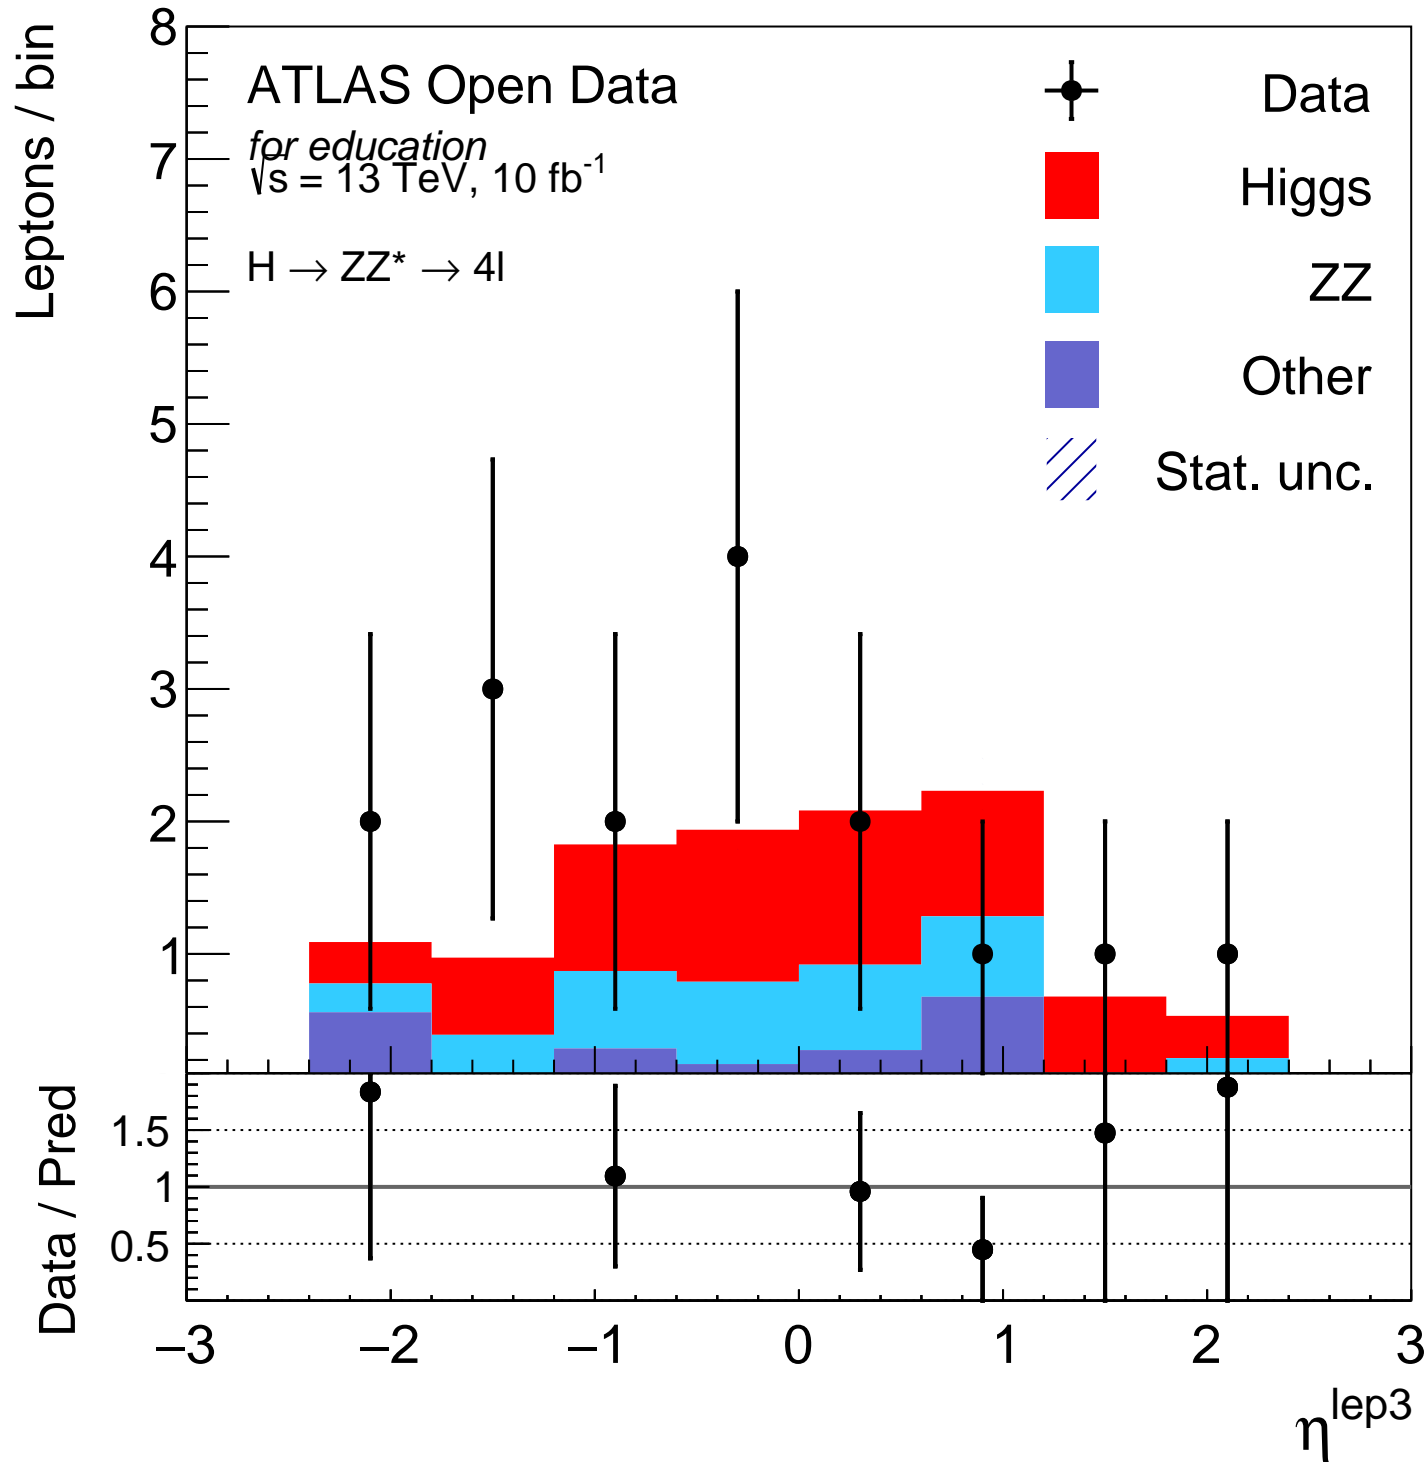 Leptons / bin
8
7
6
5
4
3
2
1
ATLAS Open Data
for education
√s = 13 TeV, 10 fb⁻¹
H → ZZ* → 4l
Data
Higgs
ZZ
Other
Stat. unc.
Data / Pred
1.5
1
0.5
–3 –2 –1 0 1 2 3
η^lep3